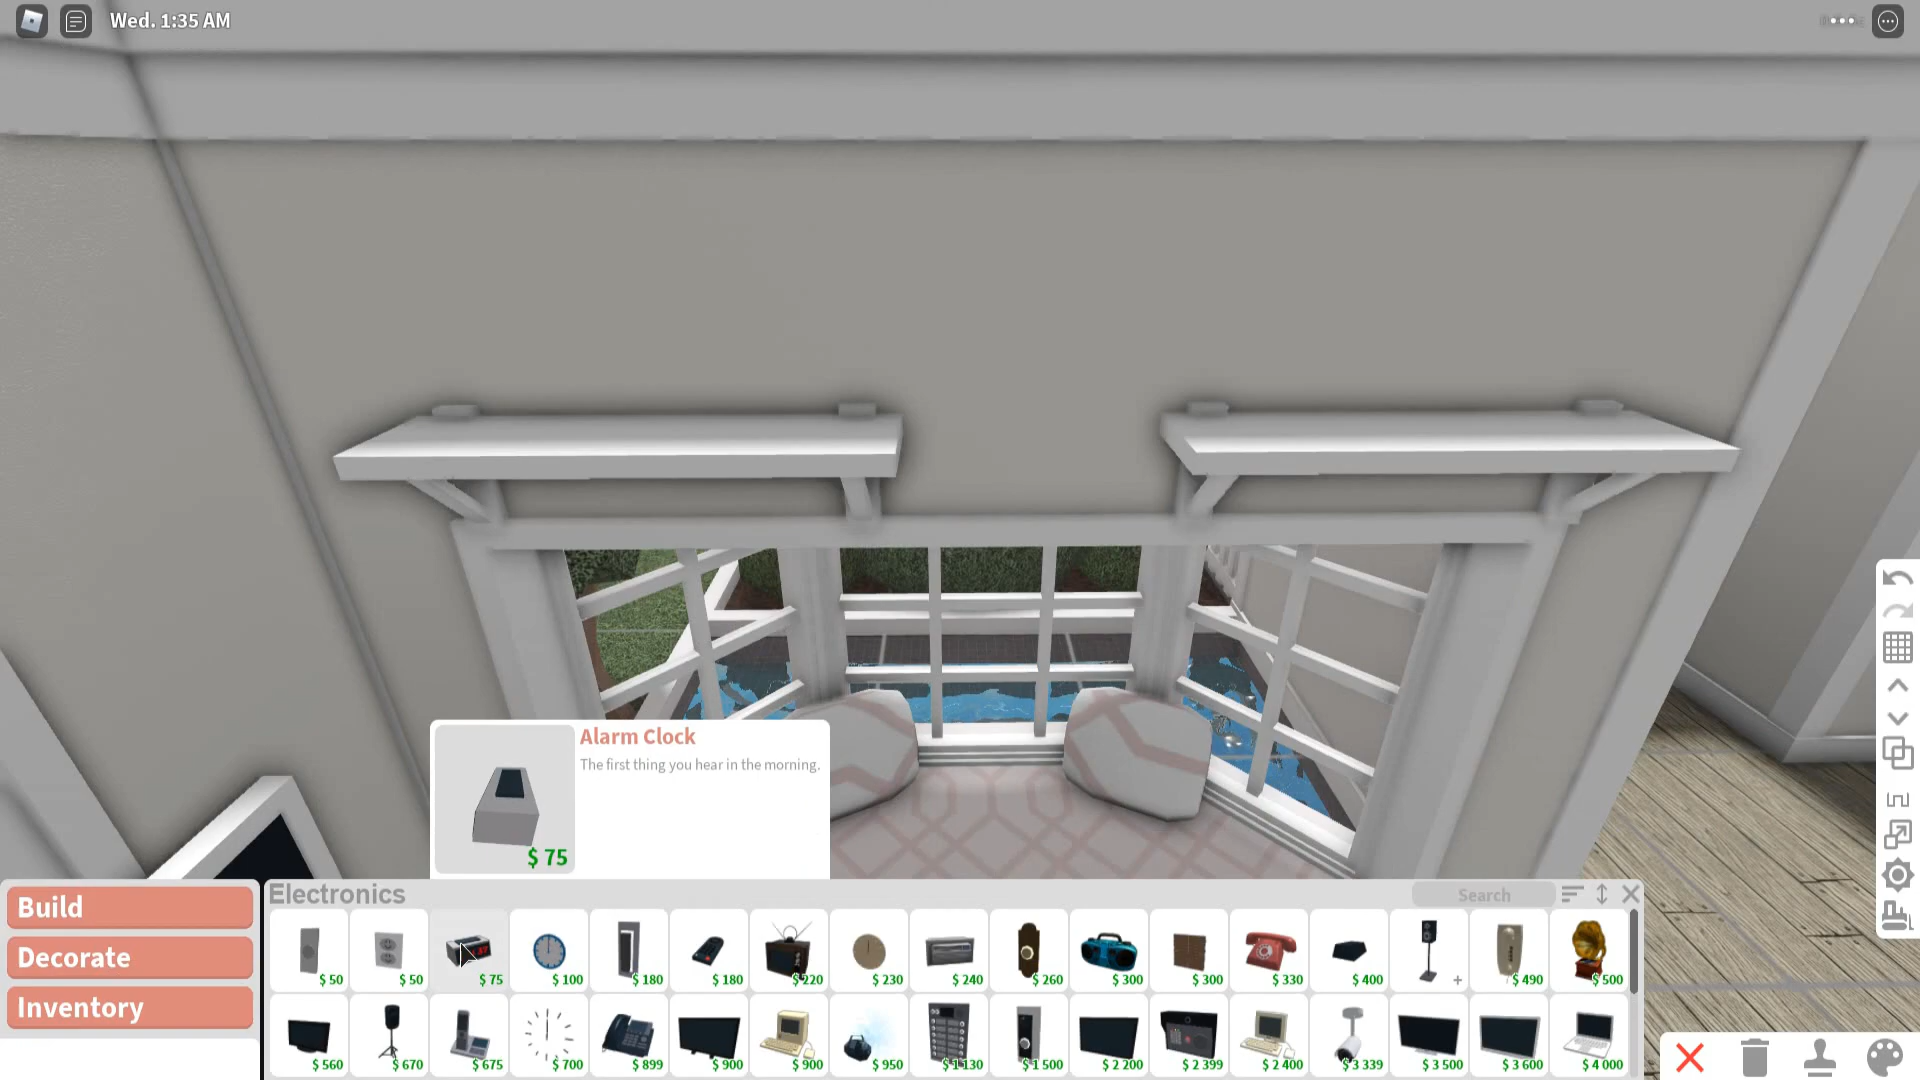 Wed. 1:35 AM
Alarm Clock
The first thing you hear in the morning.
$ 75
Build
Decorate
Inventory
Electronics
Search
$ 50
$ 50
$ 75
$ 100
$ 180
$ 180
$ 220
$ 230
$ 240
$ 260
$ 300
$ 300
$ 330
$ 400
+
$ 490
$ 500
$ 560
$ 670
$ 675
$ 700
$ 899
$ 900
$ 900
$ 950
$ 1 130
$ 1 500
$ 2 200
$ 2 399
$ 2 400
$ 3 339
$ 3 500
$ 3 600
$ 4 000